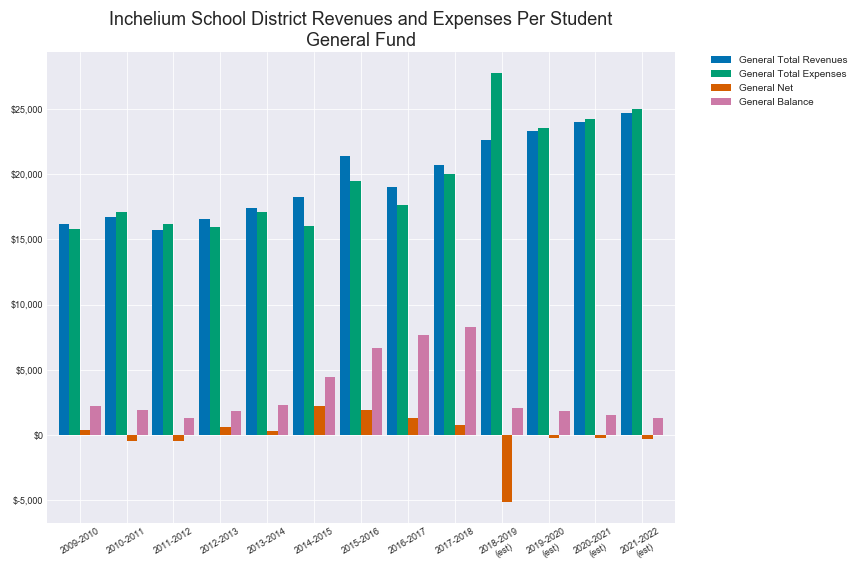 Inchelium School District Revenues and Expenses Per Student
General Fund
General Total Revenues
General Total Expenses
General Net
General Balance
$25,000
$20,000
$15,000
$10,000
$5,000
$0
$-5,000
2009-2010
2010-2011
2011-2012
2012-2013
2013-2014
2014-2015
2015-2016
2016-2017
2017-2018
2018-2019
(est)
2019-2020
(est)
2020-2021
(est)
2021-2022
(est)